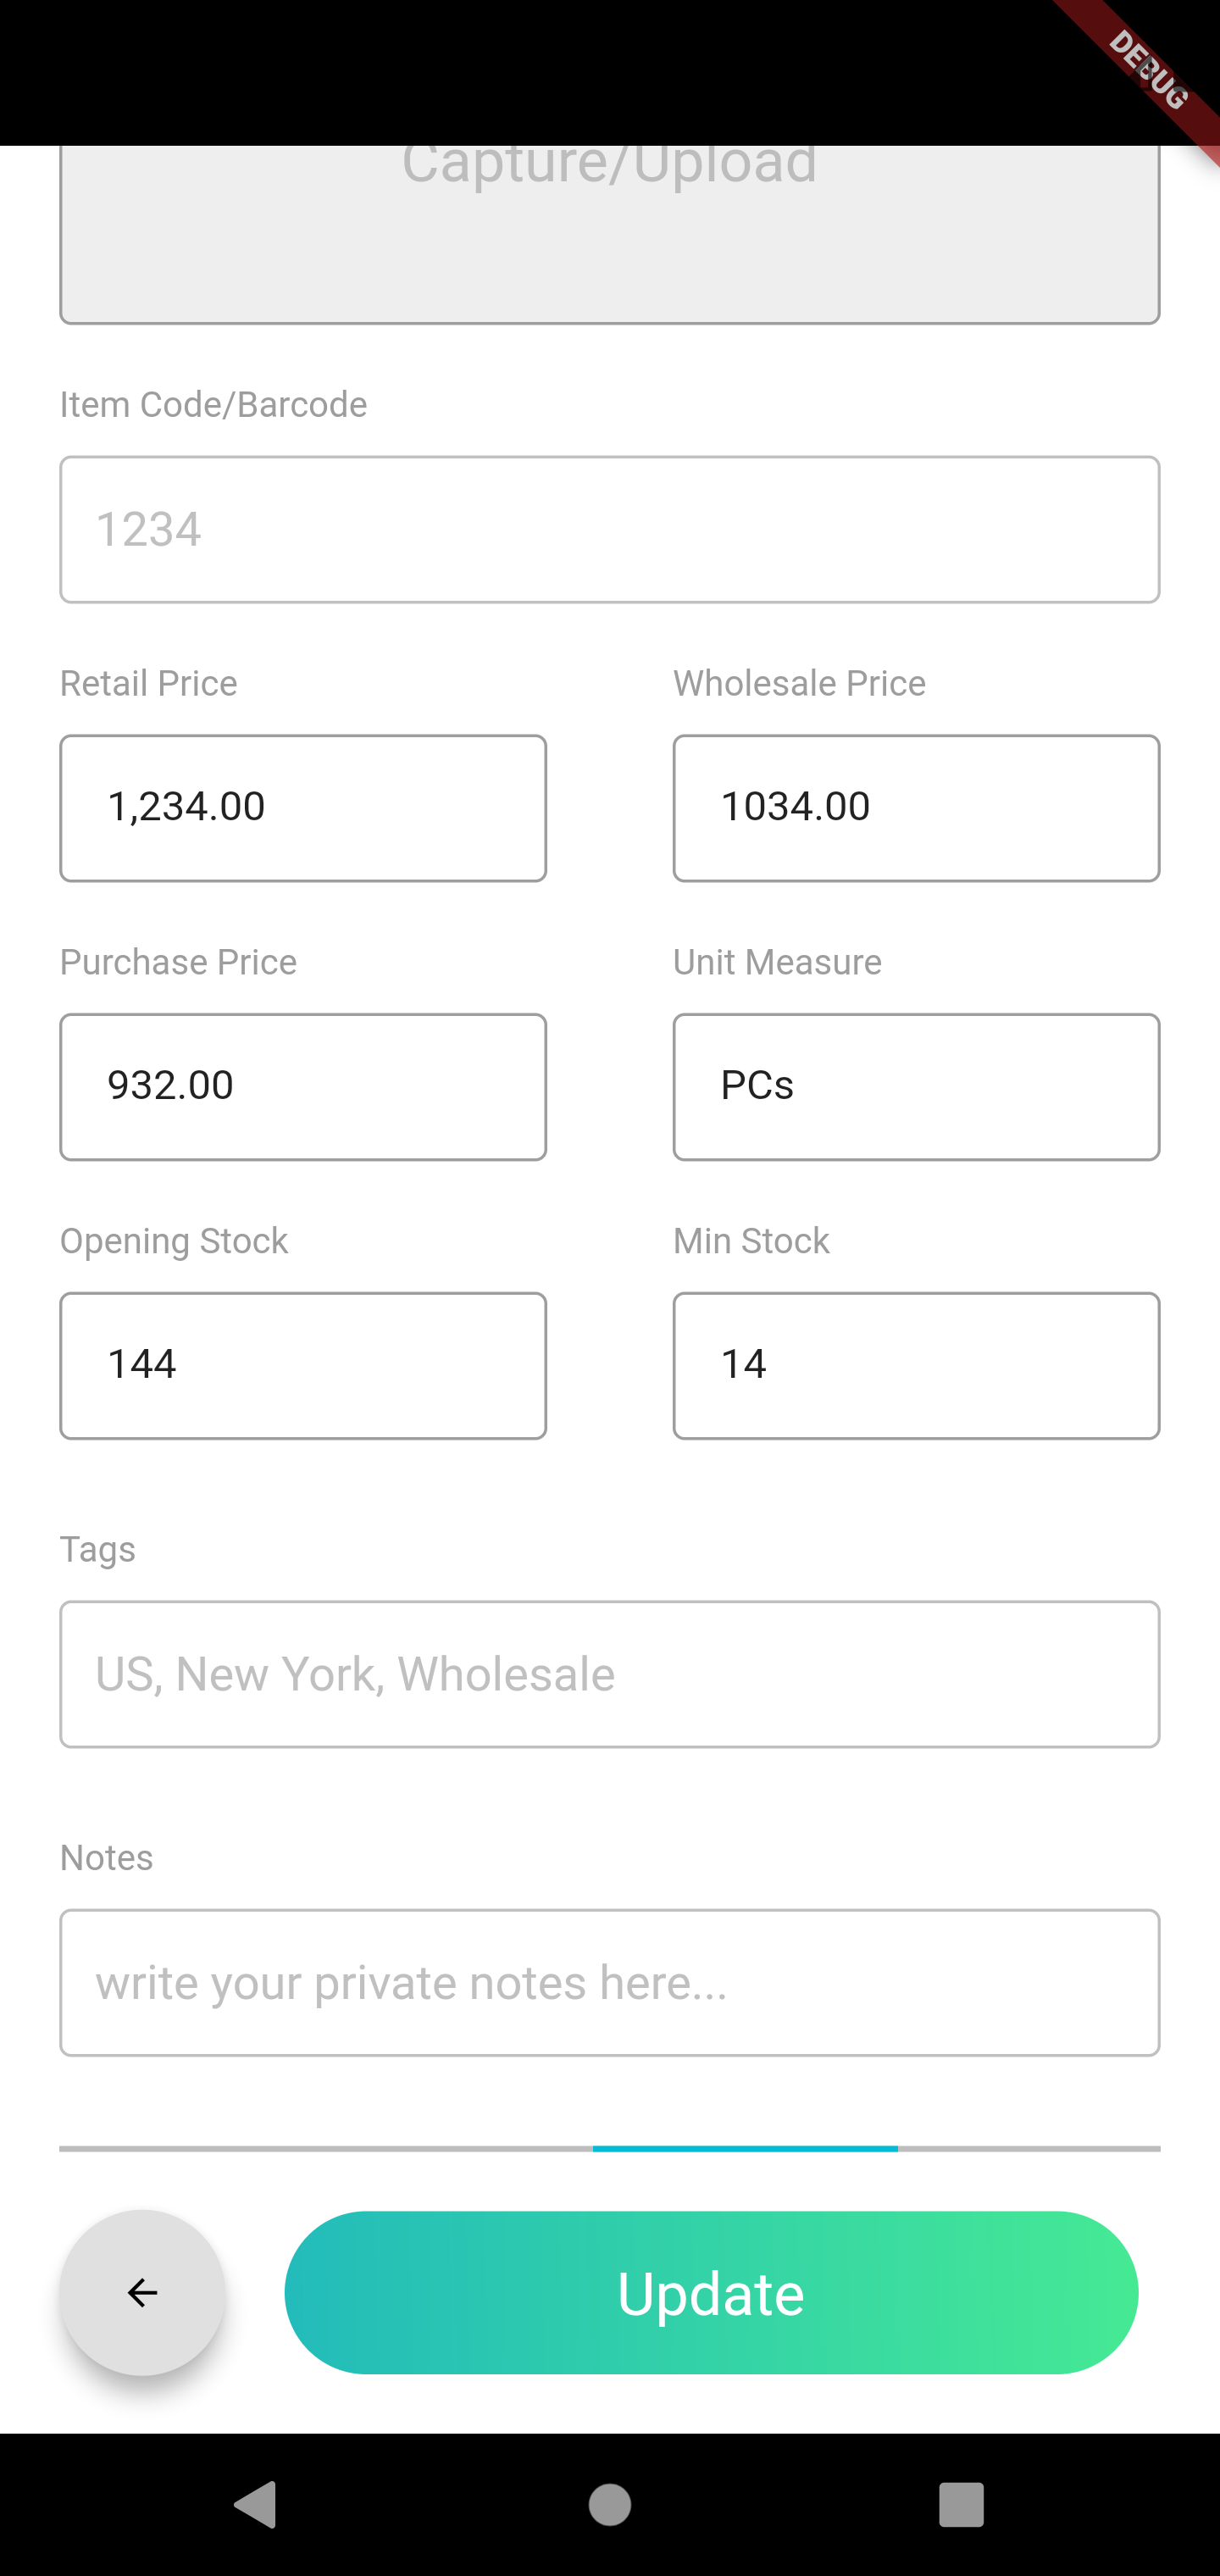 DEBUG
Capture/Upload
Item Code/Barcode
1234
Retail Price Wholesale Price
1,234.00 1034.00
Purchase Price Unit Measure
932.00 PCs
Opening Stock Min Stock
144 14
Tags
US, New York, Wholesale
Notes
write your private notes here...
Update